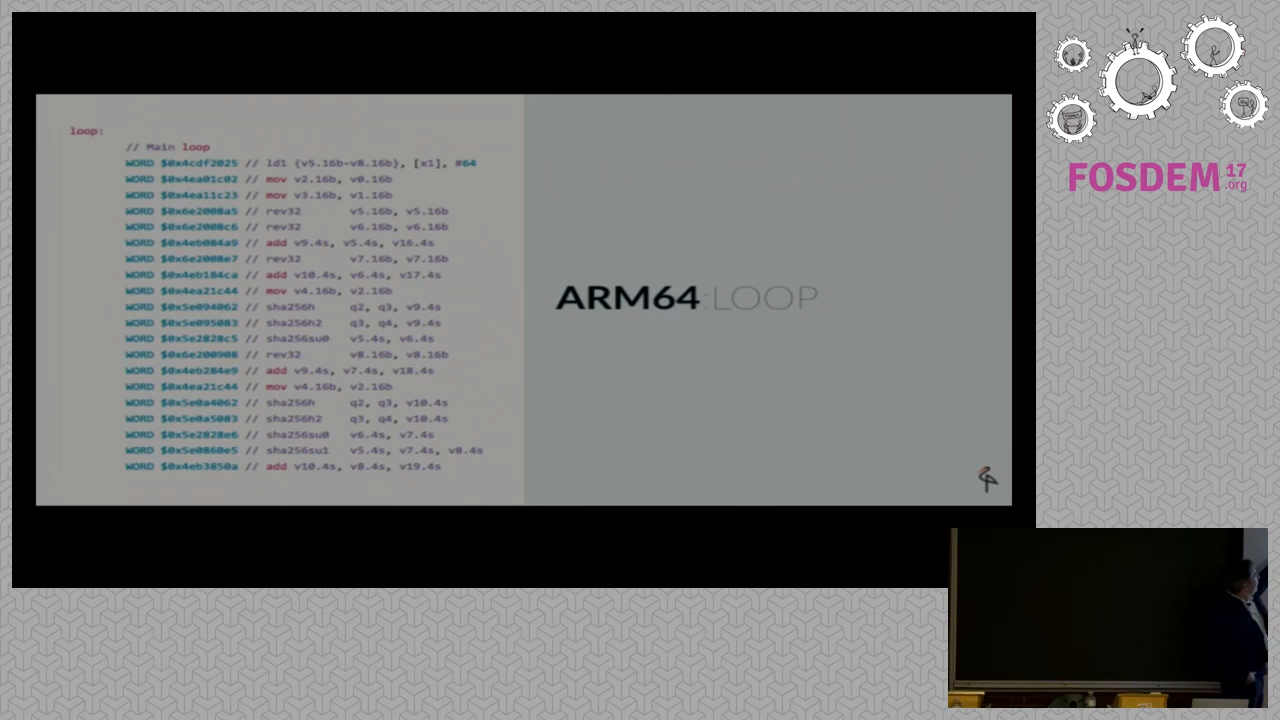 loop:
// Main loop
WORD $0x4cdf2025 // ld1 {v5.16b-v8.16b}, [x1], #64
WORD $0x4ea01c02 // mov v2.16b, v0.16b
WORD $0x4ea11c23 // mov v3.16b, v1.16b
WORD $0x6e2008a5 // rev32 v5.16b, v5.16b
WORD $0x6e2008c6 // rev32 v6.16b, v6.16b
WORD $0x4eb084a9 // add v9.4s, v5.4s, v16.4s
WORD $0x6e2008e7 // rev32 v7.16b, v7.16b
WORD $0x4eb184ca // add v10.4s, v6.4s, v17.4s
WORD $0x4ea21c44 // mov v4.16b, v2.16b
WORD $0x5e094062 // sha256h q2, q3, v9.4s
WORD $0x5e095083 // sha256h2 q3, q4, v9.4s
WORD $0x5e2828c5 // sha256su0 v5.4s, v6.4s
WORD $0x6e200908 // rev32 v8.16b, v8.16b
WORD $0x4eb284e9 // add v9.4s, v7.4s, v18.4s
WORD $0x4ea21c44 // mov v4.16b, v2.16b
WORD $0x5e0a4062 // sha256h q2, q3, v10.4s
WORD $0x5e0a5083 // sha256h2 q3, q4, v10.4s
WORD $0x5e2828e6 // sha256su0 v6.4s, v7.4s
WORD $0x5e0860e5 // sha256su1 v5.4s, v7.4s, v8.4s
WORD $0x4eb3850a // add v10.4s, v8.4s, v19.4s
ARM64:LOOP
FOSDEM 17
.org